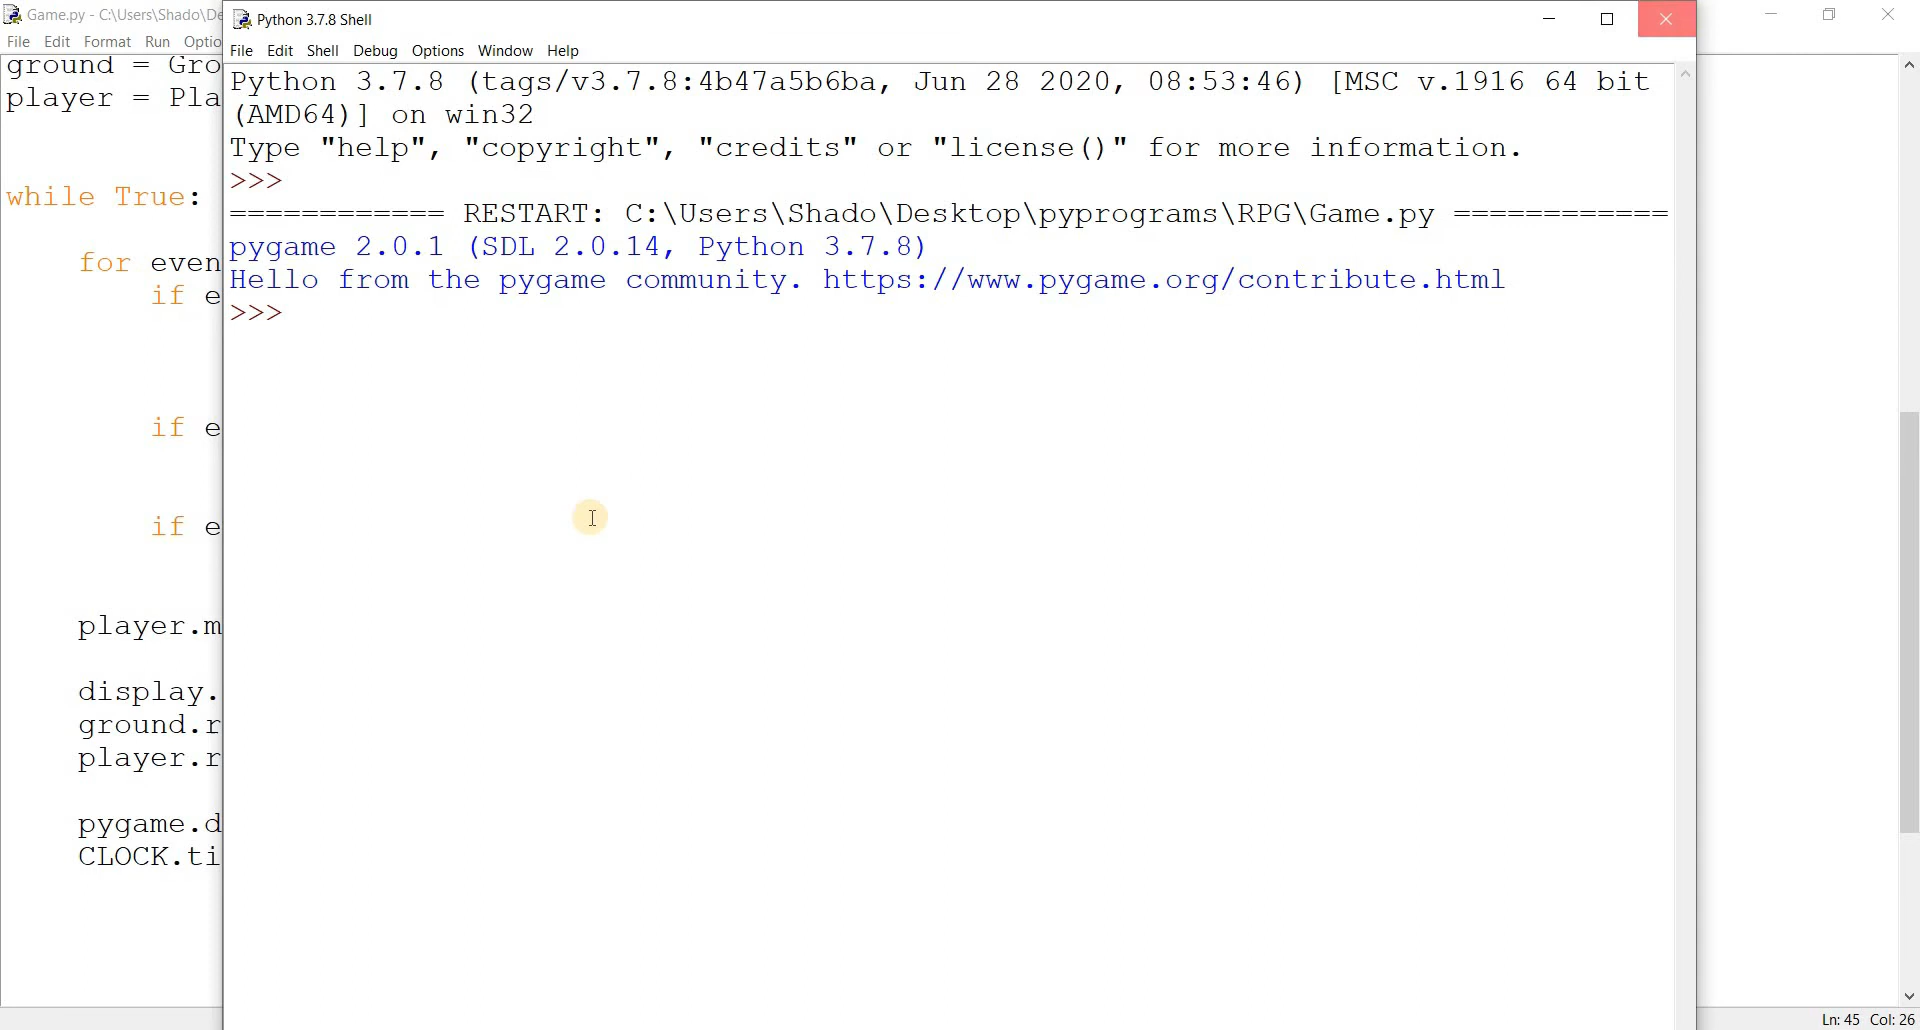 Game.py - C:\Users\Shado\De
File Edit Format Run Optio
ground = Gro
player = Pla
while True:
for even
if e
if e
if e
player.m
display.
ground.r
player.r
pygame.d
CLOCK.ti
Python 3.7.8 Shell
File Edit Shell Debug Options Window Help
Python 3.7.8 (tags/v3.7.8:4b47a5b6ba, Jun 28 2020, 08:53:46) [MSC v.1916 64 bit
(AMD64)] on win32
Type "help", "copyright", "credits" or "license()" for more information.
>>>
============ RESTART: C:\Users\Shado\Desktop\pyprograms\RPG\Game.py ============
pygame 2.0.1 (SDL 2.0.14, Python 3.7.8)
Hello from the pygame community. https://www.pygame.org/contribute.html
>>>
Ln: 45 Col: 26